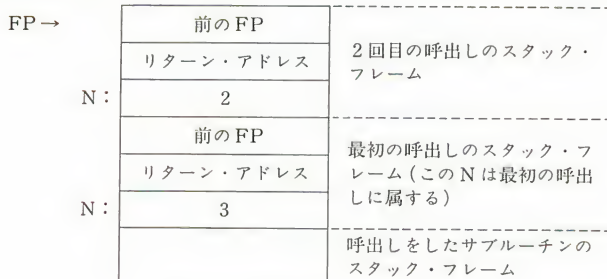 FP→
前のFP
リターン・アドレス
N：
2
2回目の呼出しのスタック・
フレーム
前のFP
リターン・アドレス
N：
3
最初の呼出しのスタック・フ
レーム（このNは最初の呼出
しに属する）
呼出しをしたサブルーチンの
スタック・フレーム